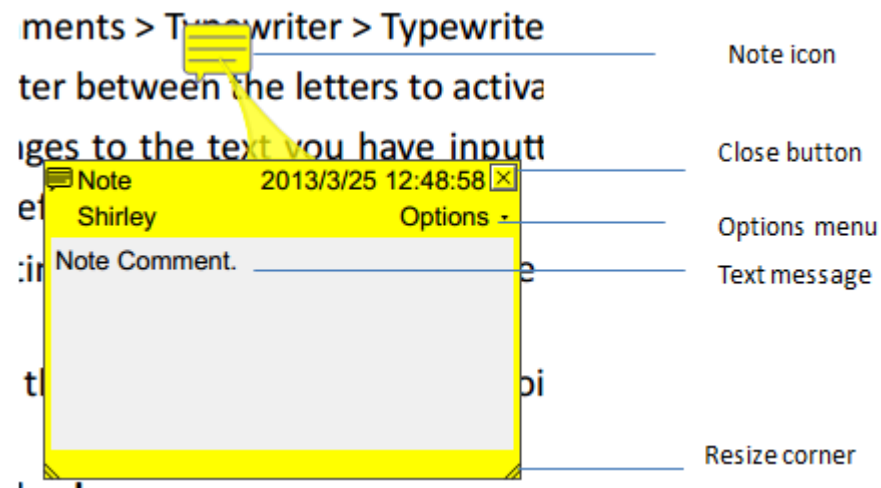 ments > Typewriter > Typewrite
Note icon
ter between the letters to activa
ges to the text you have inputt
Close button
Note 2013/3/25 12:48:58
Shirley Options
Options menu
Note Comment.
Text message
Resize corner